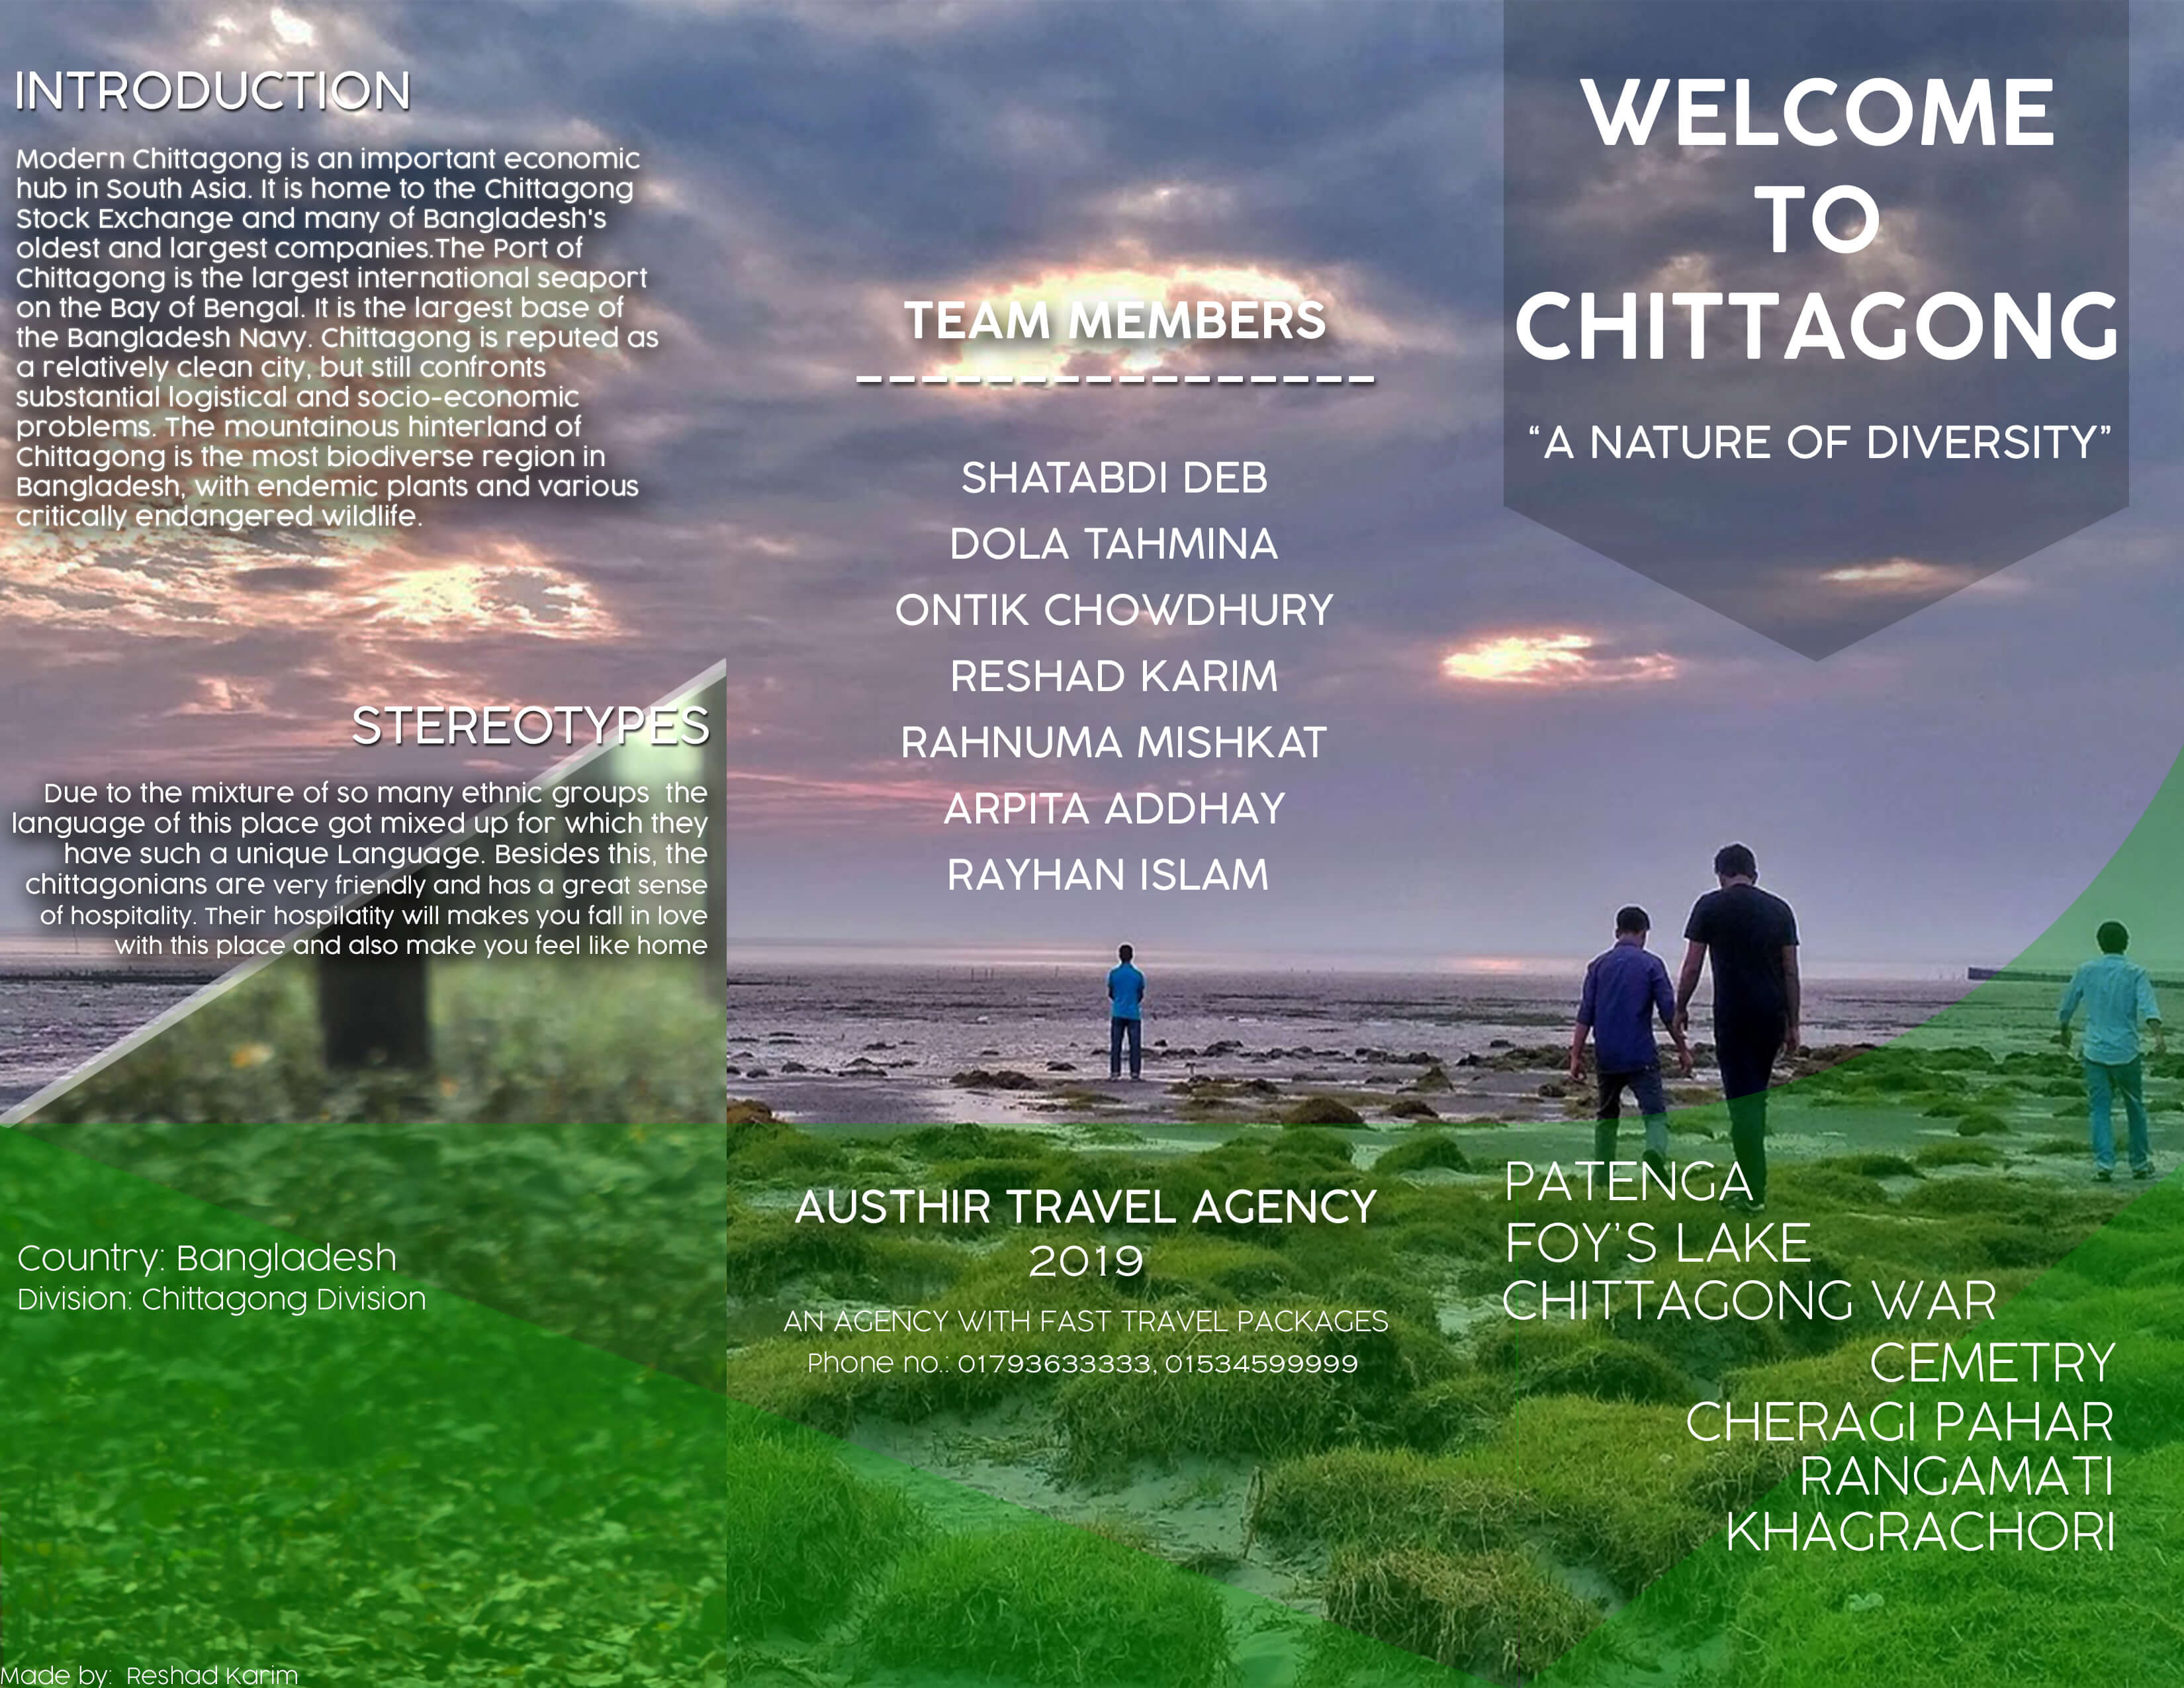 INTRODUCTION
Modern Chittagong is an important economic
hub in South Asia. It is home to the Chittagong
Stock Exchange and many of Bangladesh's
oldest and largest companies.The Port of
Chittagong is the largest international seaport
on the Bay of Bengal. It is the largest base of
the Bangladesh Navy. Chittagong is reputed as
a relatively clean city, but still confronts
substantial logistical and socio-economic
problems. The mountainous hinterland of
Chittagong is the most biodiverse region in
Bangladesh, with endemic plants and various
critically endangered wildlife.
STEREOTYPES
Due to the mixture of so many ethnic groups  the
language of this place got mixed up for which they
have such a unique Language. Besides this, the
chittagonians are very friendly and has a great sense
of hospitality. Their hospilatity will makes you fall in love
with this place and also make you feel like home
Country: Bangladesh
Division: Chittagong Division
Made by:  Reshad Karim
TEAM MEMBERS
----------------
SHATABDI DEB
DOLA TAHMINA
ONTIK CHOWDHURY
RESHAD KARIM
RAHNUMA MISHKAT
ARPITA ADDHAY
RAYHAN ISLAM
AUSTHIR TRAVEL AGENCY
2019
AN AGENCY WITH FAST TRAVEL PACKAGES
Phone no.: 01793633333, 01534599999
WELCOME
TO
CHITTAGONG
“A NATURE OF DIVERSITY”
PATENGA
FOY’S LAKE
CHITTAGONG WAR
CEMETRY
CHERAGI PAHAR
RANGAMATI
KHAGRACHORI